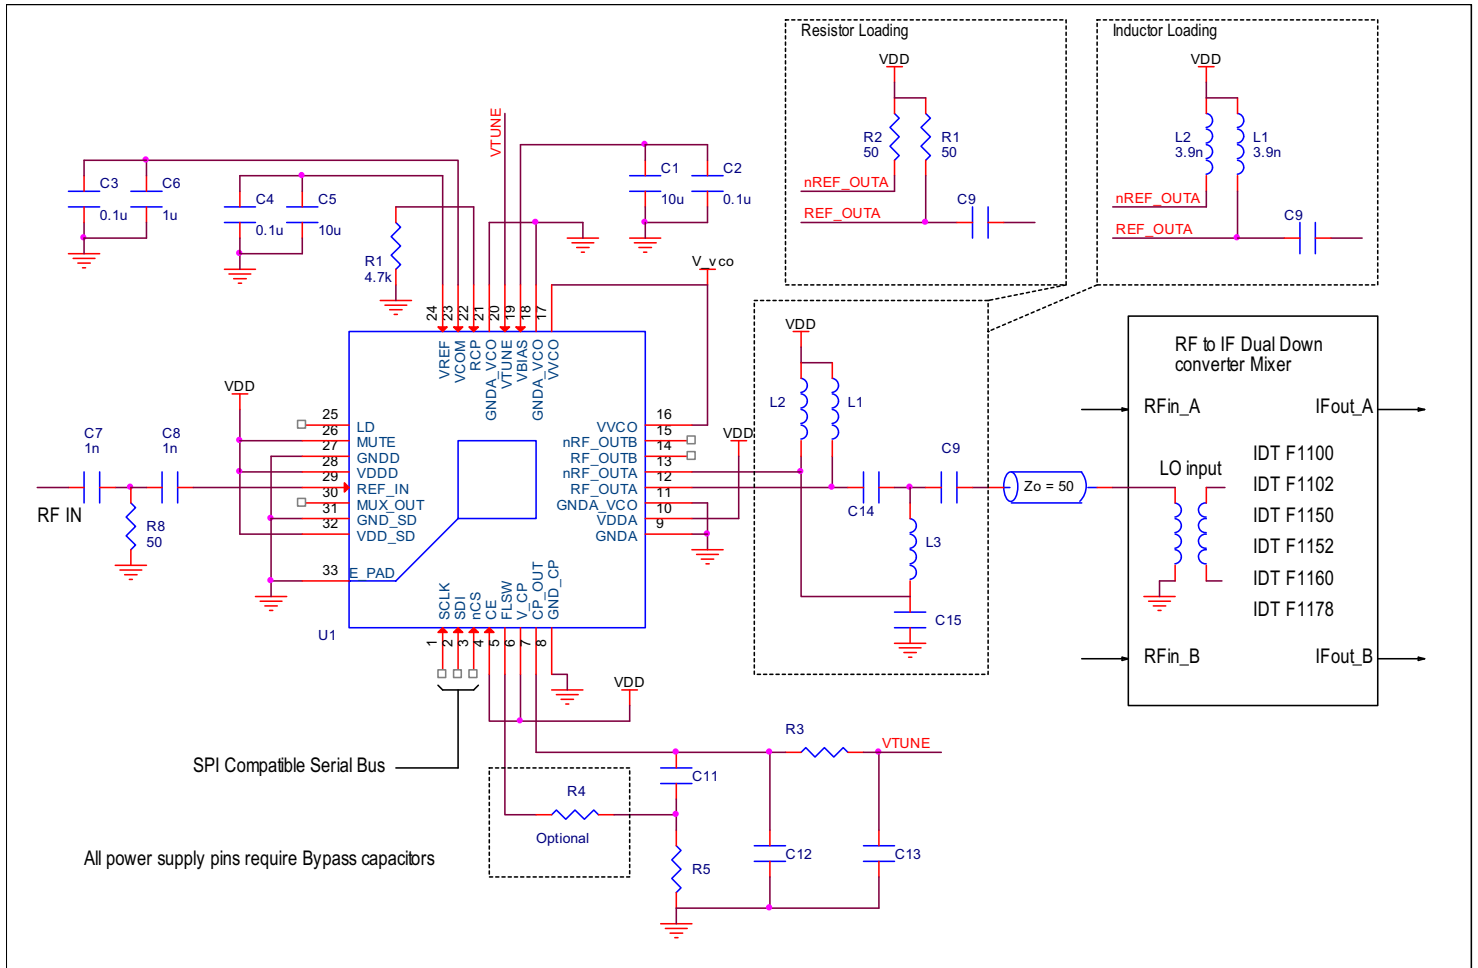 Resistor Loading
VDD
R2
50
R1
50
nREF_OUTA
REF_OUTA
C9
Inductor Loading
VDD
L2
3.9n
L1
3.9n
nREF_OUTA
REF_OUTA
C9
VTUNE
C3
0.1u
C6
1u
C4
0.1u
C5
10u
R1
4.7k
C1
10u
C2
0.1u
V_vco
24
23
22
21
20
19
18
17
VREF
VCOM
RCP
GNDA_VCO
VTUNE
VBIAS
GNDA_VCO
VVCO
VDD
C7
1n
C8
1n
RF IN
R8
50
25
LD
26
MUTE
27
GNDD
28
VDDD
29
REF_IN
30
MUX_OUT
31
GND_SD
32
VDD_SD
33
E_PAD
16
VVCO
15
nRF_OUTB
14
RF_OUTB
13
nRF_OUTA
12
RF_OUTA
11
GNDA_VCO
10
VDDA
9
GNDA
VDD
SCLK
SDI
nCS
CE
FLSW
V_CP
CP_OUT
GND_CP
1
2
3
4
5
6
7
8
U1
VDD
L2
L1
C14
C9
L3
C15
Zo = 50
RF to IF Dual Down
converter Mixer
RFin_A
IFout_A
LO input
IDT F1100
IDT F1102
IDT F1150
IDT F1152
IDT F1160
IDT F1178
RFin_B
IFout_B
VDD
SPI Compatible Serial Bus
R3
VTUNE
C11
R4
Optional
R5
C12
C13
All power supply pins require Bypass capacitors